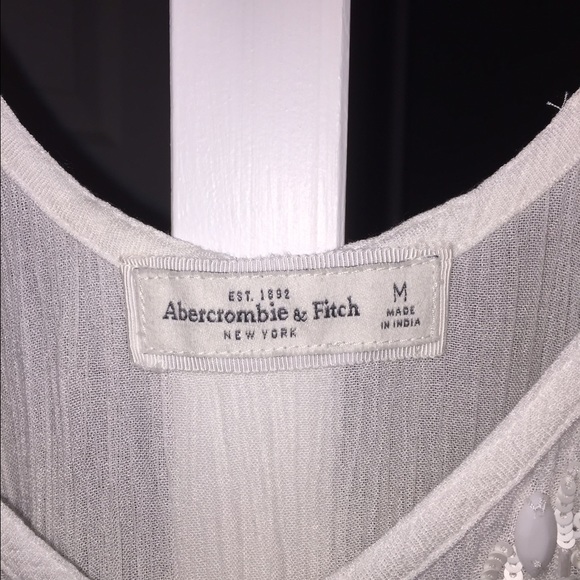 EST. 1892
Abercrombie & Fitch
NEW YORK
M
MADE
IN INDIA